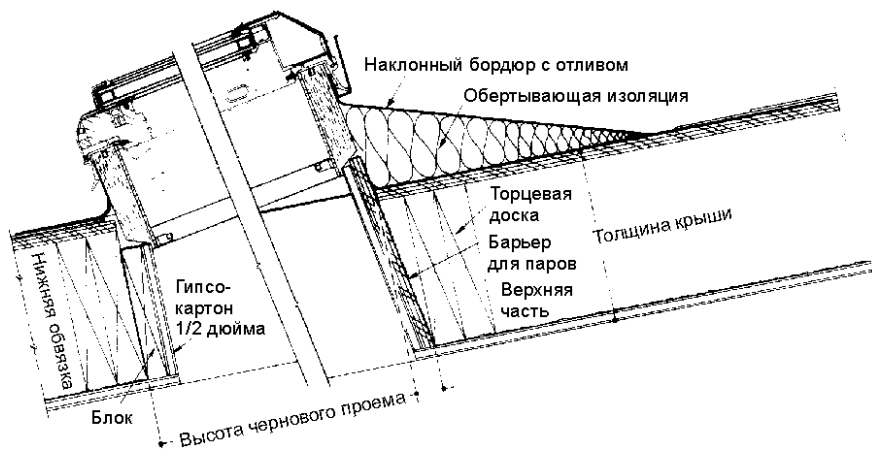 Наклонный бордюр с отливом
Обертывающая изоляция
Торцевая
доска
Толщина крыши
Барьер
для паров
Верхняя
часть
Нижняя обвязка
Гипсо-
картон
1/2 дюйма
Блок
Высота чернового проема